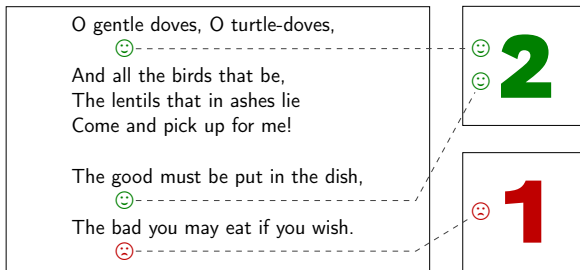 O gentle doves, O turtle-doves,
And all the birds that be,
The lentils that in ashes lie
Come and pick up for me!
The good must be put in the dish,
The bad you may eat if you wish.
2
1